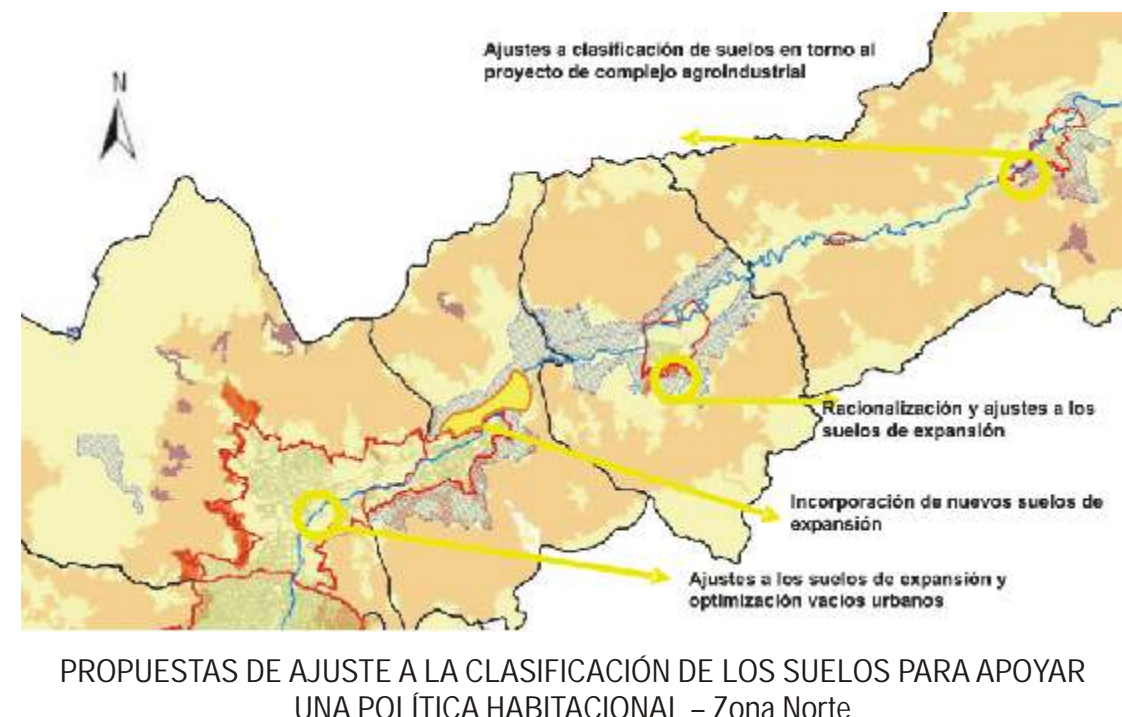 Ajustes a clasificación de suelos en torno al
proyecto de complejo agroindustrial
N
Racionalización y ajustes a los
suelos de expansión
Incorporación de nuevos suelos de
expansión
Ajustes a los suelos de expansión y
optimización vacios urbanos
PROPUESTAS DE AJUSTE A LA CLASIFICACIÓN DE LOS SUELOS PARA APOYAR
UNA POLÍTICA HABITACIONAL – Zona Norte